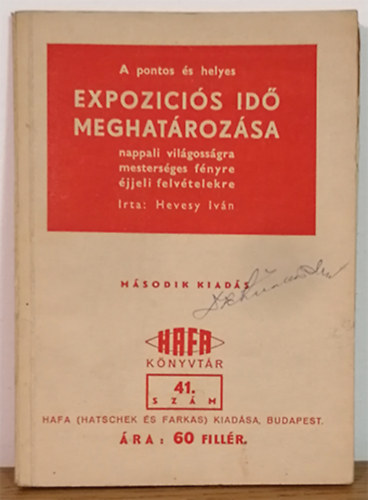 A pontos és helyes
EXPOZICIÓS IDŐ
MEGHATÁROZÁSA
nappali világosságra
mesterséges fényre
éjjeli felvételekre
Irta: Hevesy Iván
MÁSODIK KIADÁS
HAFA
KÖNYVTÁR
41.
SZÁM
HAFA (HATSCHEK ÉS FARKAS) KIADÁSA, BUDAPEST.
ÁRA: 60 FILLÉR.